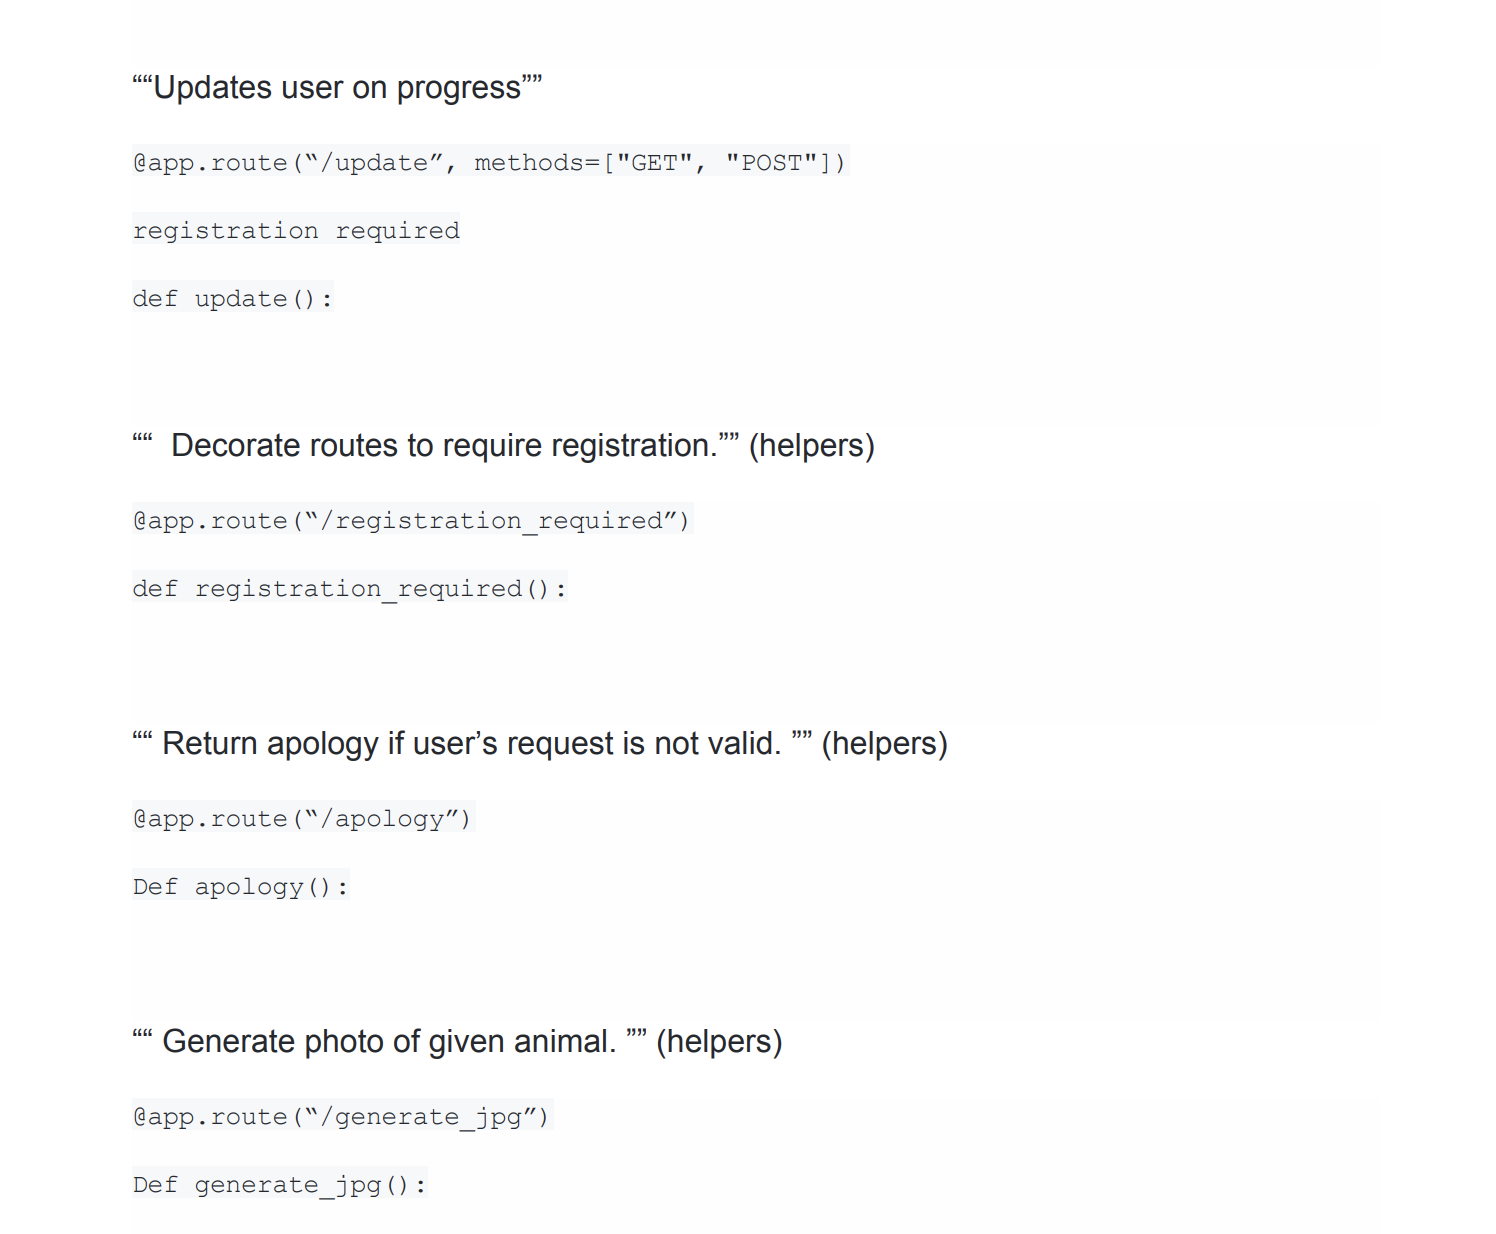 ““Updates user on progress””
@app.route(“/update”, methods=["GET", "POST"])
registration required
def update():
““  Decorate routes to require registration.”” (helpers)
@app.route(“/registration_required”)
def registration_required():
““ Return apology if user’s request is not valid. ”” (helpers)
@app.route(“/apology”)
Def apology():
““ Generate photo of given animal. ”” (helpers)
@app.route(“/generate_jpg”)
Def generate_jpg():